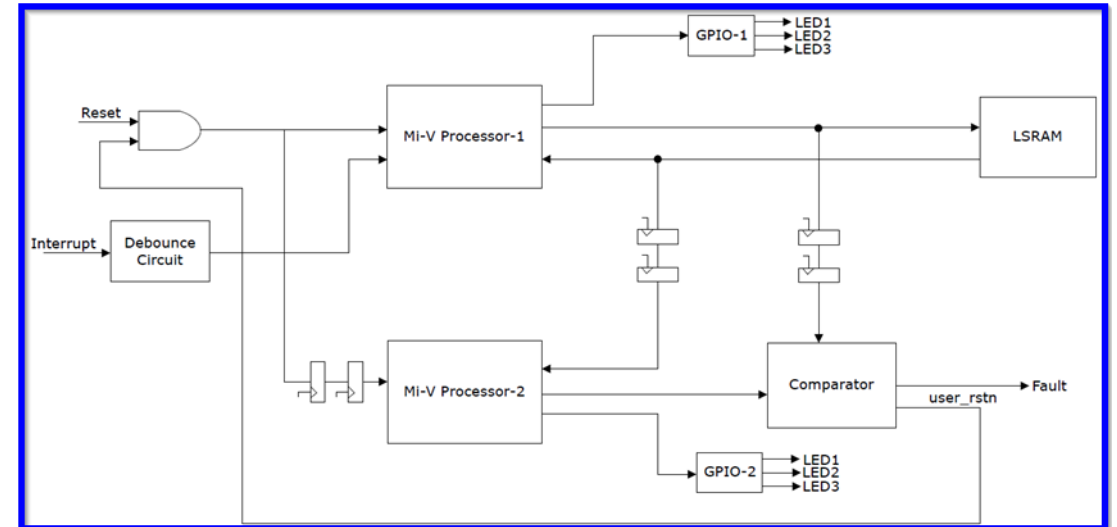 LED1
GPIO-1
LED2
LED3
Reset
Mi-V Processor-1
LSRAM
Interrupt
Debounce
Circuit
Mi-V Processor-2
Comparator
Fault
user_rstn
LED1
GPIO-2
LED2
LED3